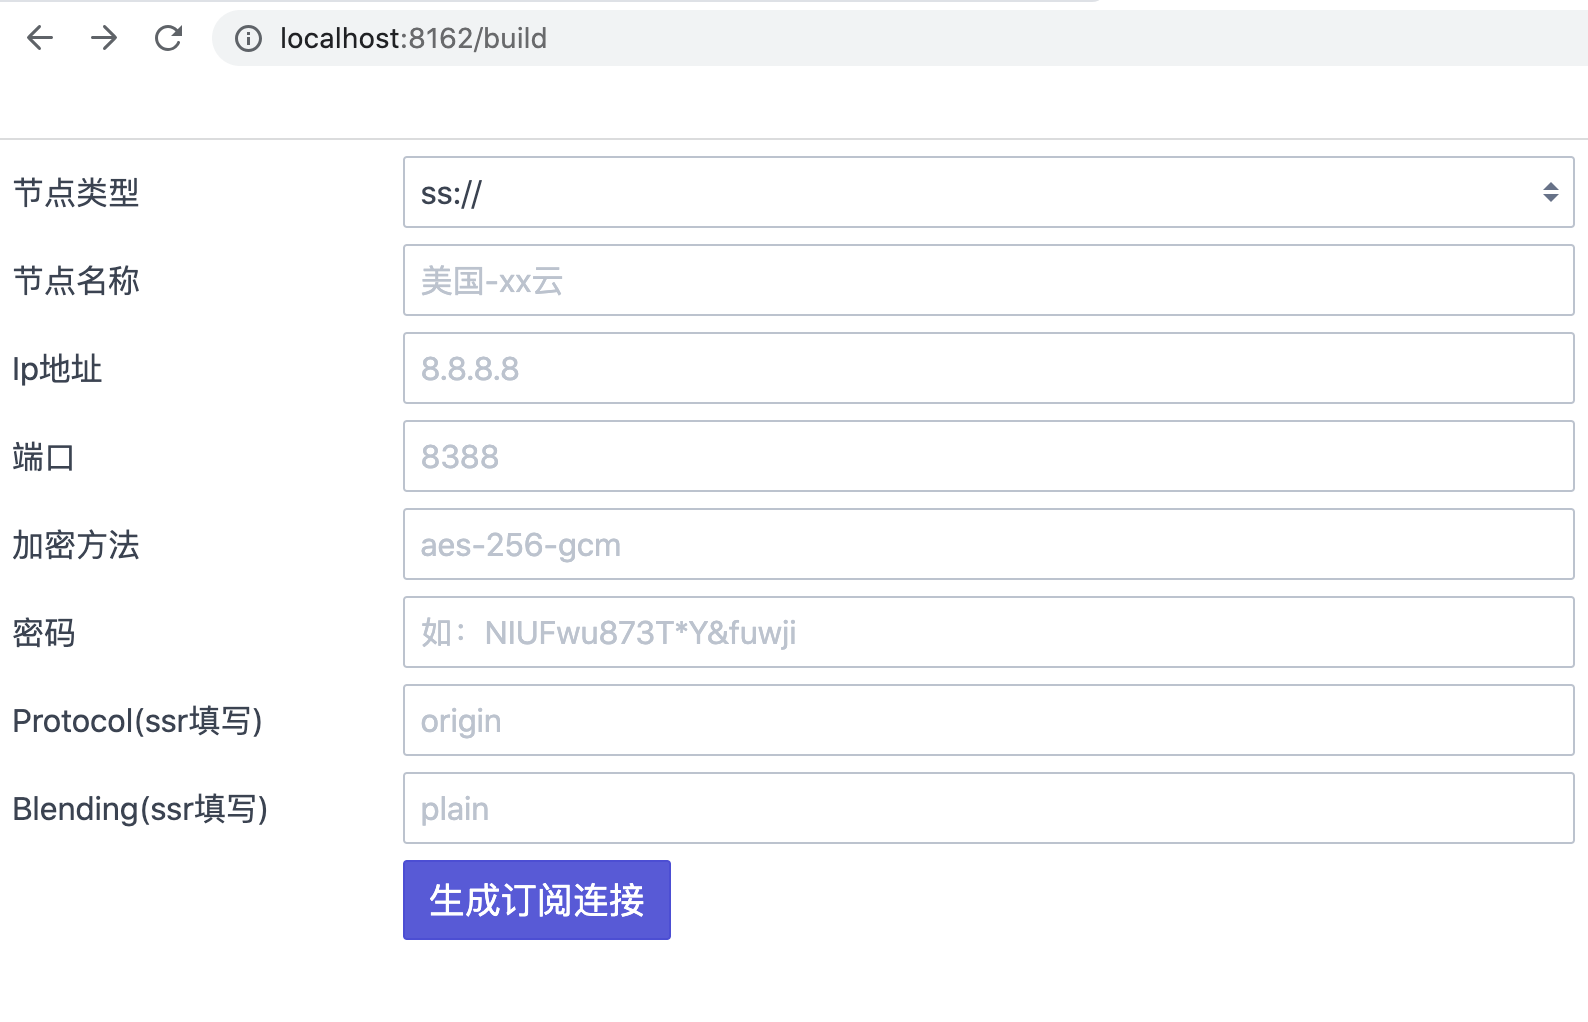 localhost:8162/build
节点类型
ss://
节点名称
美国-xx云
Ip地址
8.8.8.8
端口
8388
加密方法
aes-256-gcm
密码
如：NIUFwu873T*Y&fuwji
Protocol(ssr填写)
origin
Blending(ssr填写)
plain
生成订阅连接